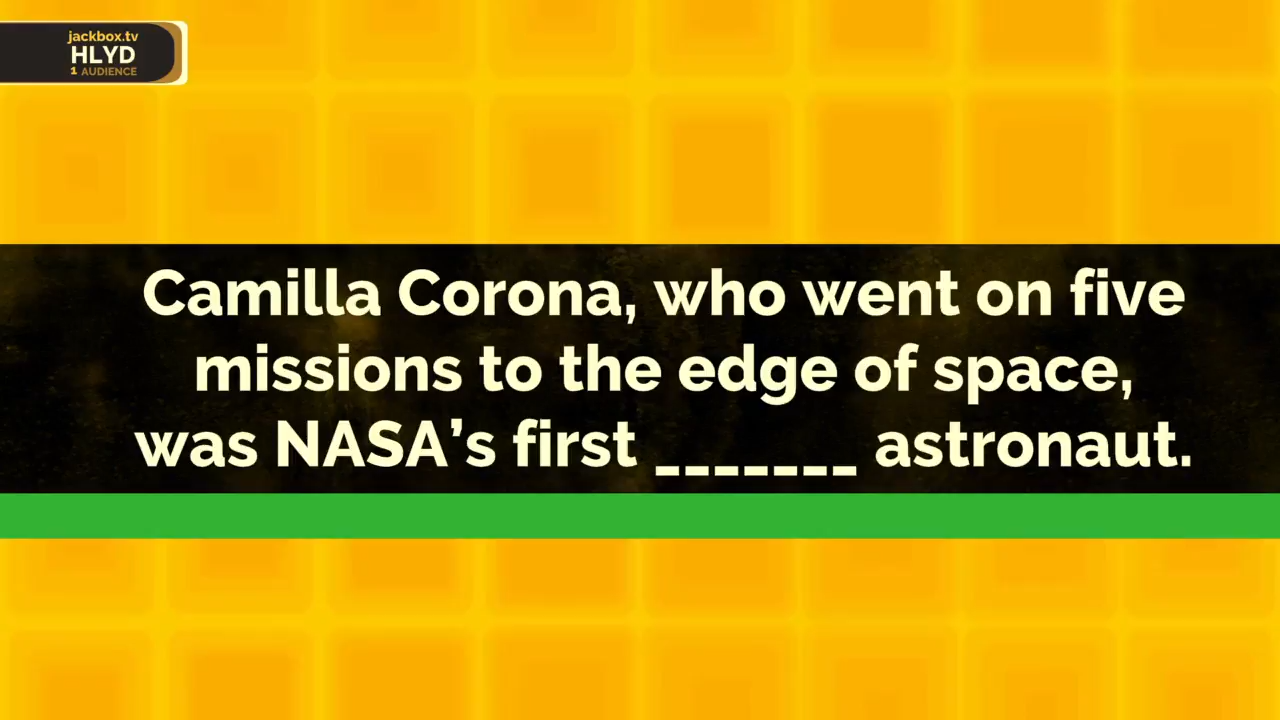 jackbox.tv
HLYD
1 AUDIENCE
Camilla Corona, who went on five
missions to the edge of space,
was NASA’s first _______ astronaut.